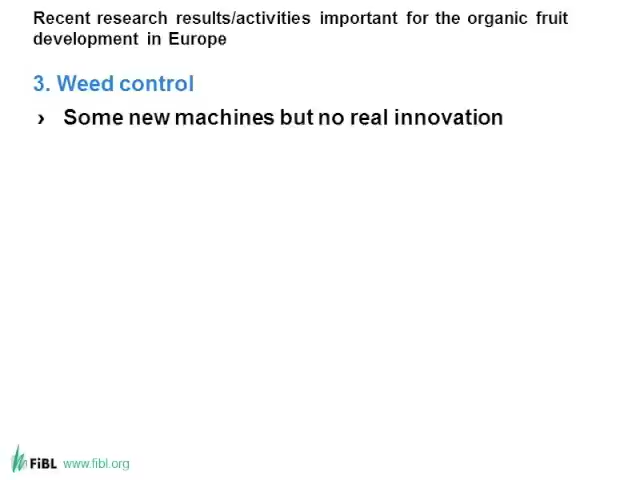 Recent research results/activities important for the organic fruit
development in Europe
3. Weed control
› Some new machines but no real innovation
FiBL www.fibl.org